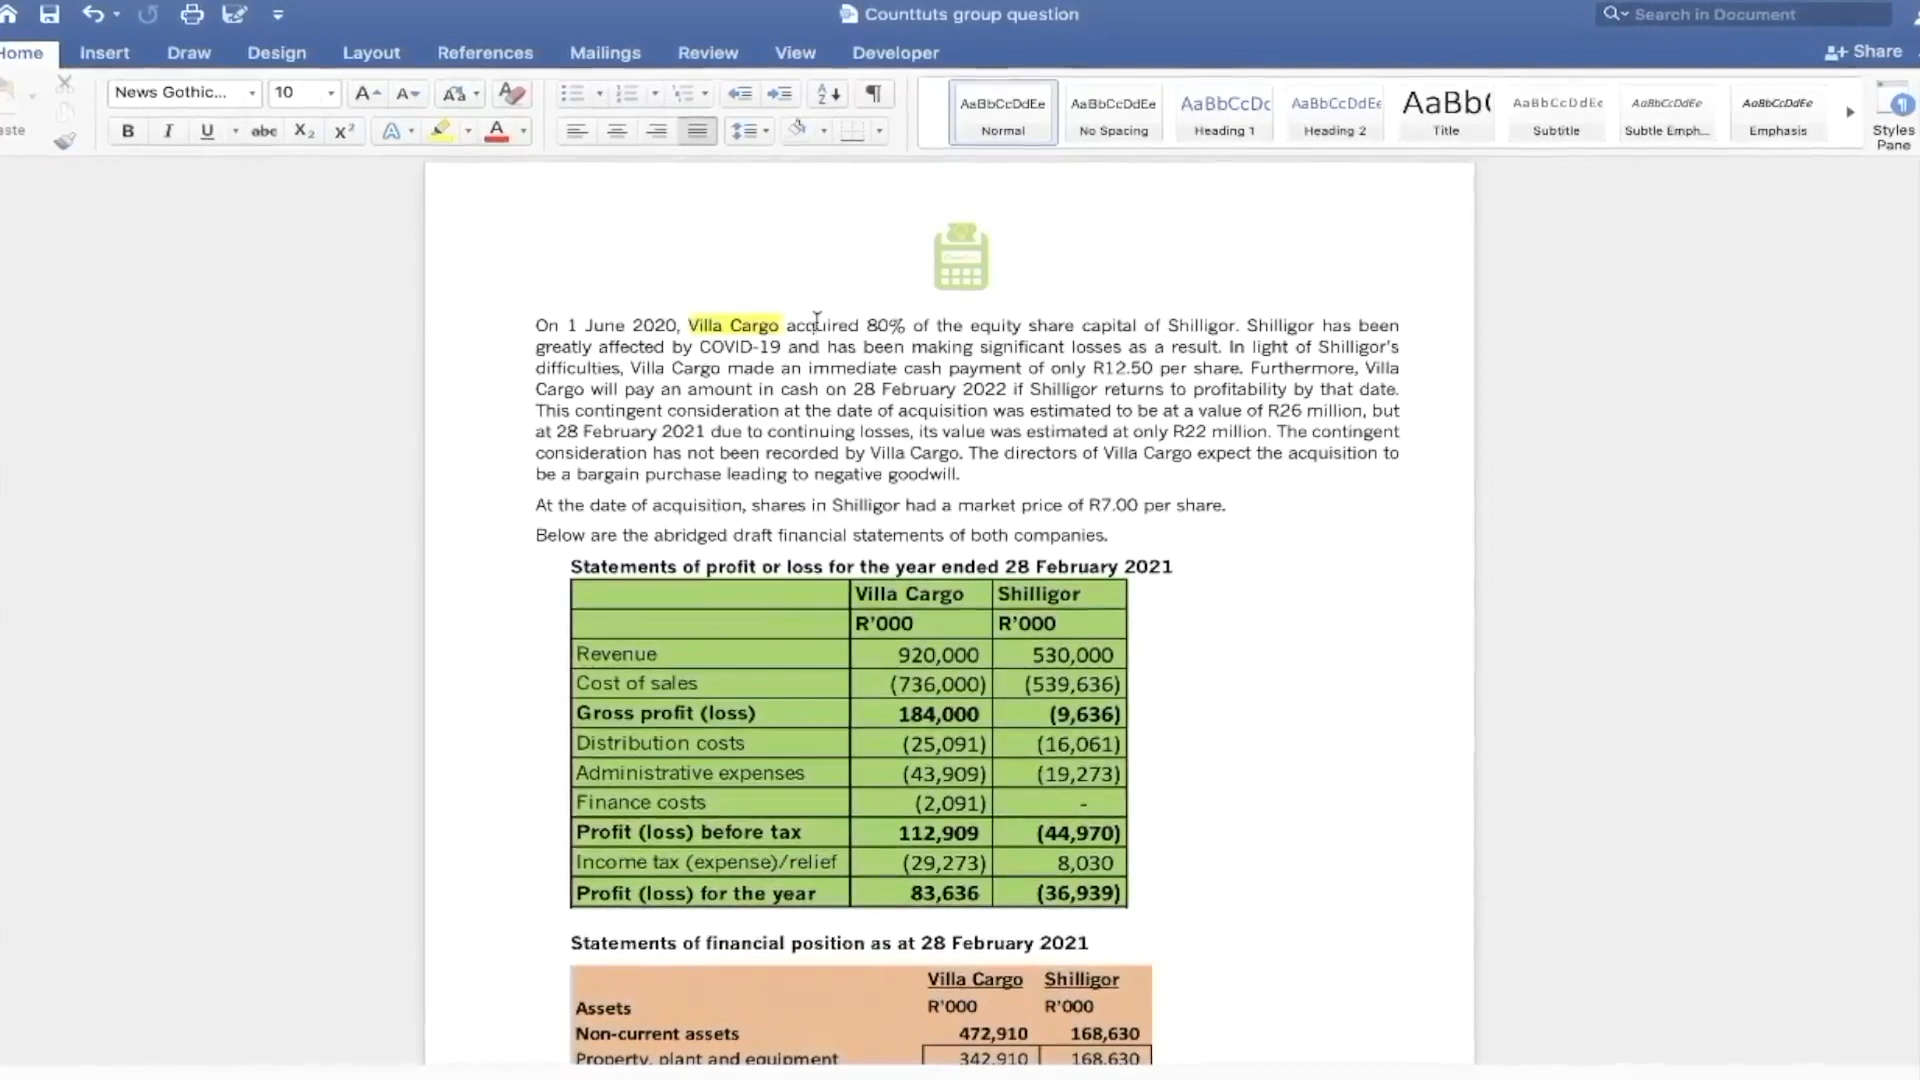 Counttuts group question
Search in Document
Home Insert Draw Design Layout References Mailings Review View Developer
Share
News Gothic... 10
AaBbCcDdEe AaBbCcDdEe AaBbCcDc AaBbCcDdEe AaBb( AaBbCcDdEe AaBbCcDdEe AaBbCcDdEe
Normal No Spacing Heading 1 Heading 2 Title Subtitle Subtle Emph... Emphasis
Styles
Pane
On 1 June 2020, Villa Cargo acquired 80% of the equity share capital of Shilligor. Shilligor has been
greatly affected by COVID-19 and has been making significant losses as a result. In light of Shilligor's
difficulties, Villa Cargo made an immediate cash payment of only R12.50 per share. Furthermore, Villa
Cargo will pay an amount in cash on 28 February 2022 if Shilligor returns to profitability by that date.
This contingent consideration at the date of acquisition was estimated to be at a value of R26 million, but
at 28 February 2021 due to continuing losses, its value was estimated at only R22 million. The contingent
consideration has not been recorded by Villa Cargo. The directors of Villa Cargo expect the acquisition to
be a bargain purchase leading to negative goodwill.
At the date of acquisition, shares in Shilligor had a market price of R7.00 per share.
Below are the abridged draft financial statements of both companies.
Statements of profit or loss for the year ended 28 February 2021
Villa Cargo Shilligor
R'000 R'000
Revenue 920,000 530,000
Cost of sales (736,000) (539,636)
Gross profit (loss) 184,000 (9,636)
Distribution costs (25,091) (16,061)
Administrative expenses (43,909) (19,273)
Finance costs (2,091) -
Profit (loss) before tax 112,909 (44,970)
Income tax (expense)/relief (29,273) 8,030
Profit (loss) for the year 83,636 (36,939)
Statements of financial position as at 28 February 2021
Villa Cargo Shilligor
Assets R'000 R'000
Non-current assets 472,910 168,630
Property, plant and equipment 342,910 168,630